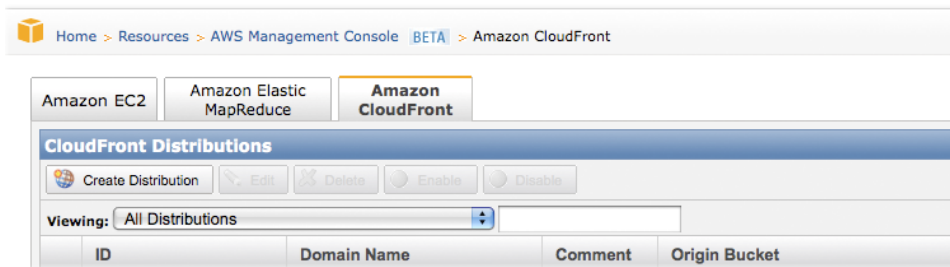 Home > Resources > AWS Management Console BETA > Amazon CloudFront
Amazon EC2
Amazon Elastic
MapReduce
Amazon
CloudFront
CloudFront Distributions
Create Distribution Edit Delete Enable Disable
Viewing: All Distributions
ID Domain Name Comment Origin Bucket